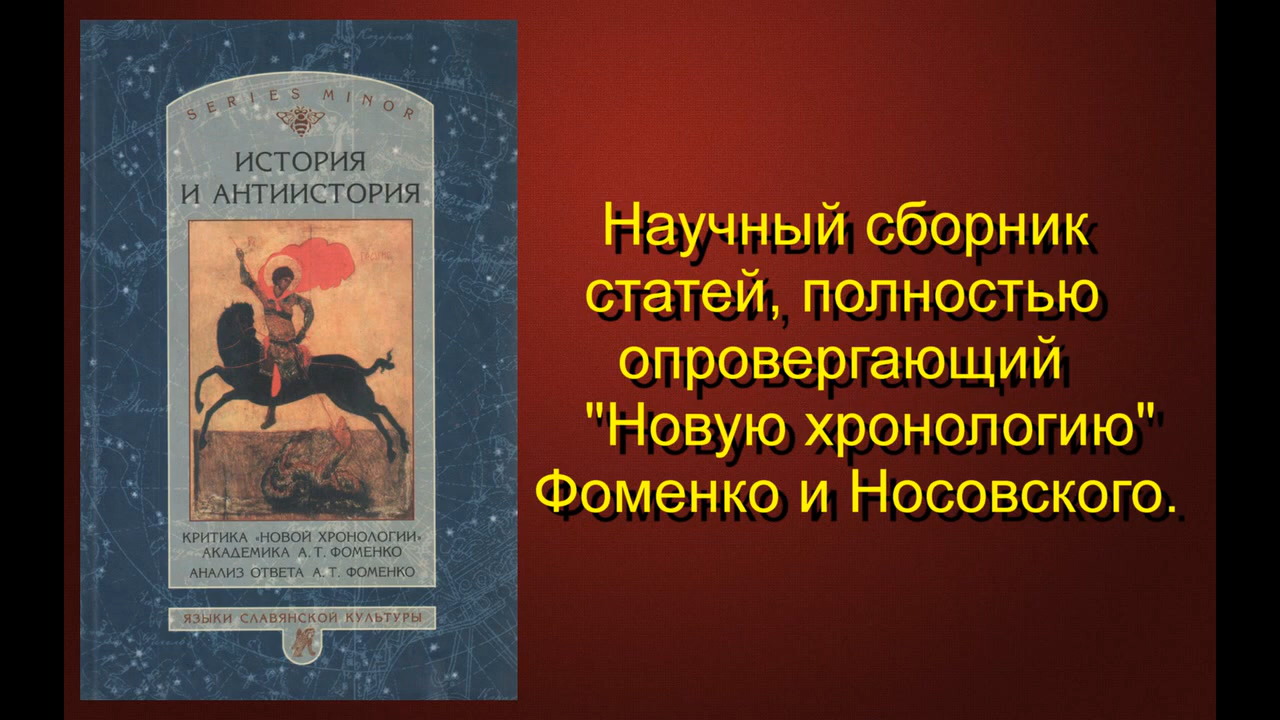 SERIES MINOR
ИСТОРИЯ
И АНТИИСТОРИЯ
КРИТИКА «НОВОЙ ХРОНОЛОГИИ»
АКАДЕМИКА А. Т. ФОМЕНКО
АНАЛИЗ ОТВЕТА А. Т. ФОМЕНКО
ЯЗЫКИ СЛАВЯНСКОЙ КУЛЬТУРЫ
Научный сборник
статей, полностью
опровергающий
"Новую хронологию"
Фоменко и Носовского.